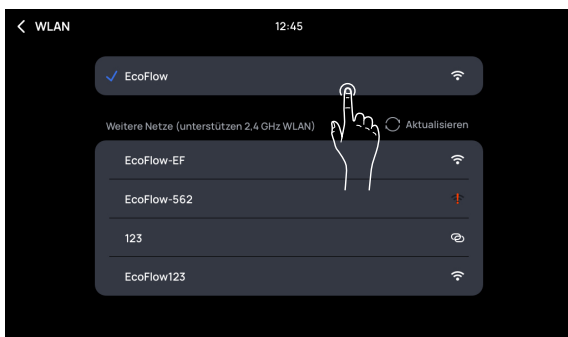 WLAN 12:45
EcoFlow
Weitere Netze (unterstützen 2,4 GHz WLAN) Aktualisieren
EcoFlow-EF
EcoFlow-562
123
EcoFlow123